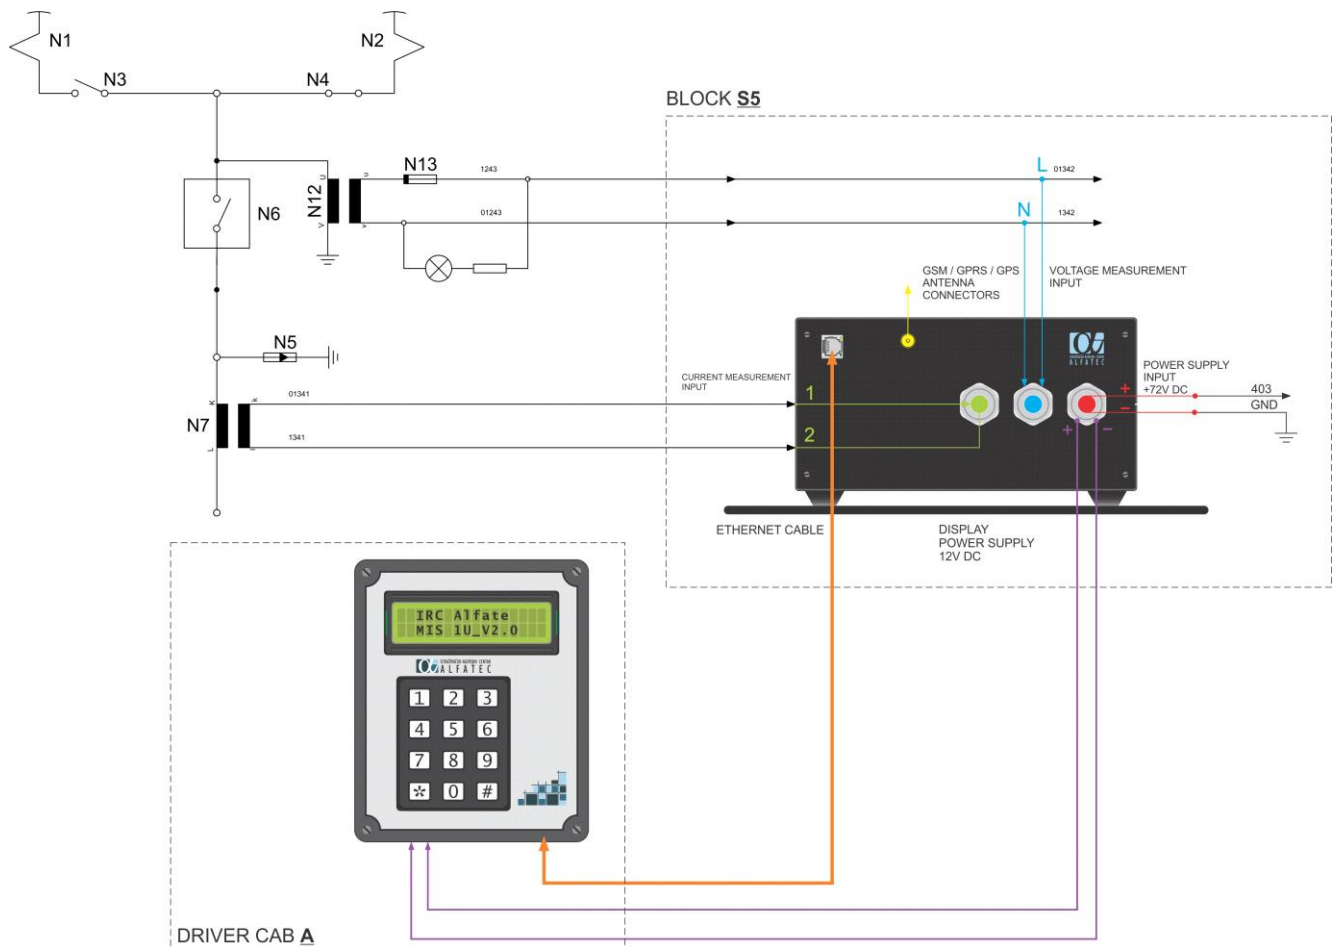 N1
N2
N3
N4
BLOCK S5
N13
1243
L
01342
N6
N12
U
V
u
v
01243
N
1342
GSM / GPRS / GPS
ANTENNA
CONNECTORS
VOLTAGE MEASUREMENT
INPUT
N5
ALFATEC
POWER SUPPLY
INPUT
+72V DC
CURRENT MEASUREMENT
INPUT
01341
1
+
403
–
GND
N7
K
L
k
l
1341
2
+
–
ETHERNET CABLE
DISPLAY
POWER SUPPLY
12V DC
IRC Alfate
MIS 1U_V2.0
ALFATEC
1 2 3
4 5 6
7 8 9
* 0 #
DRIVER CAB A